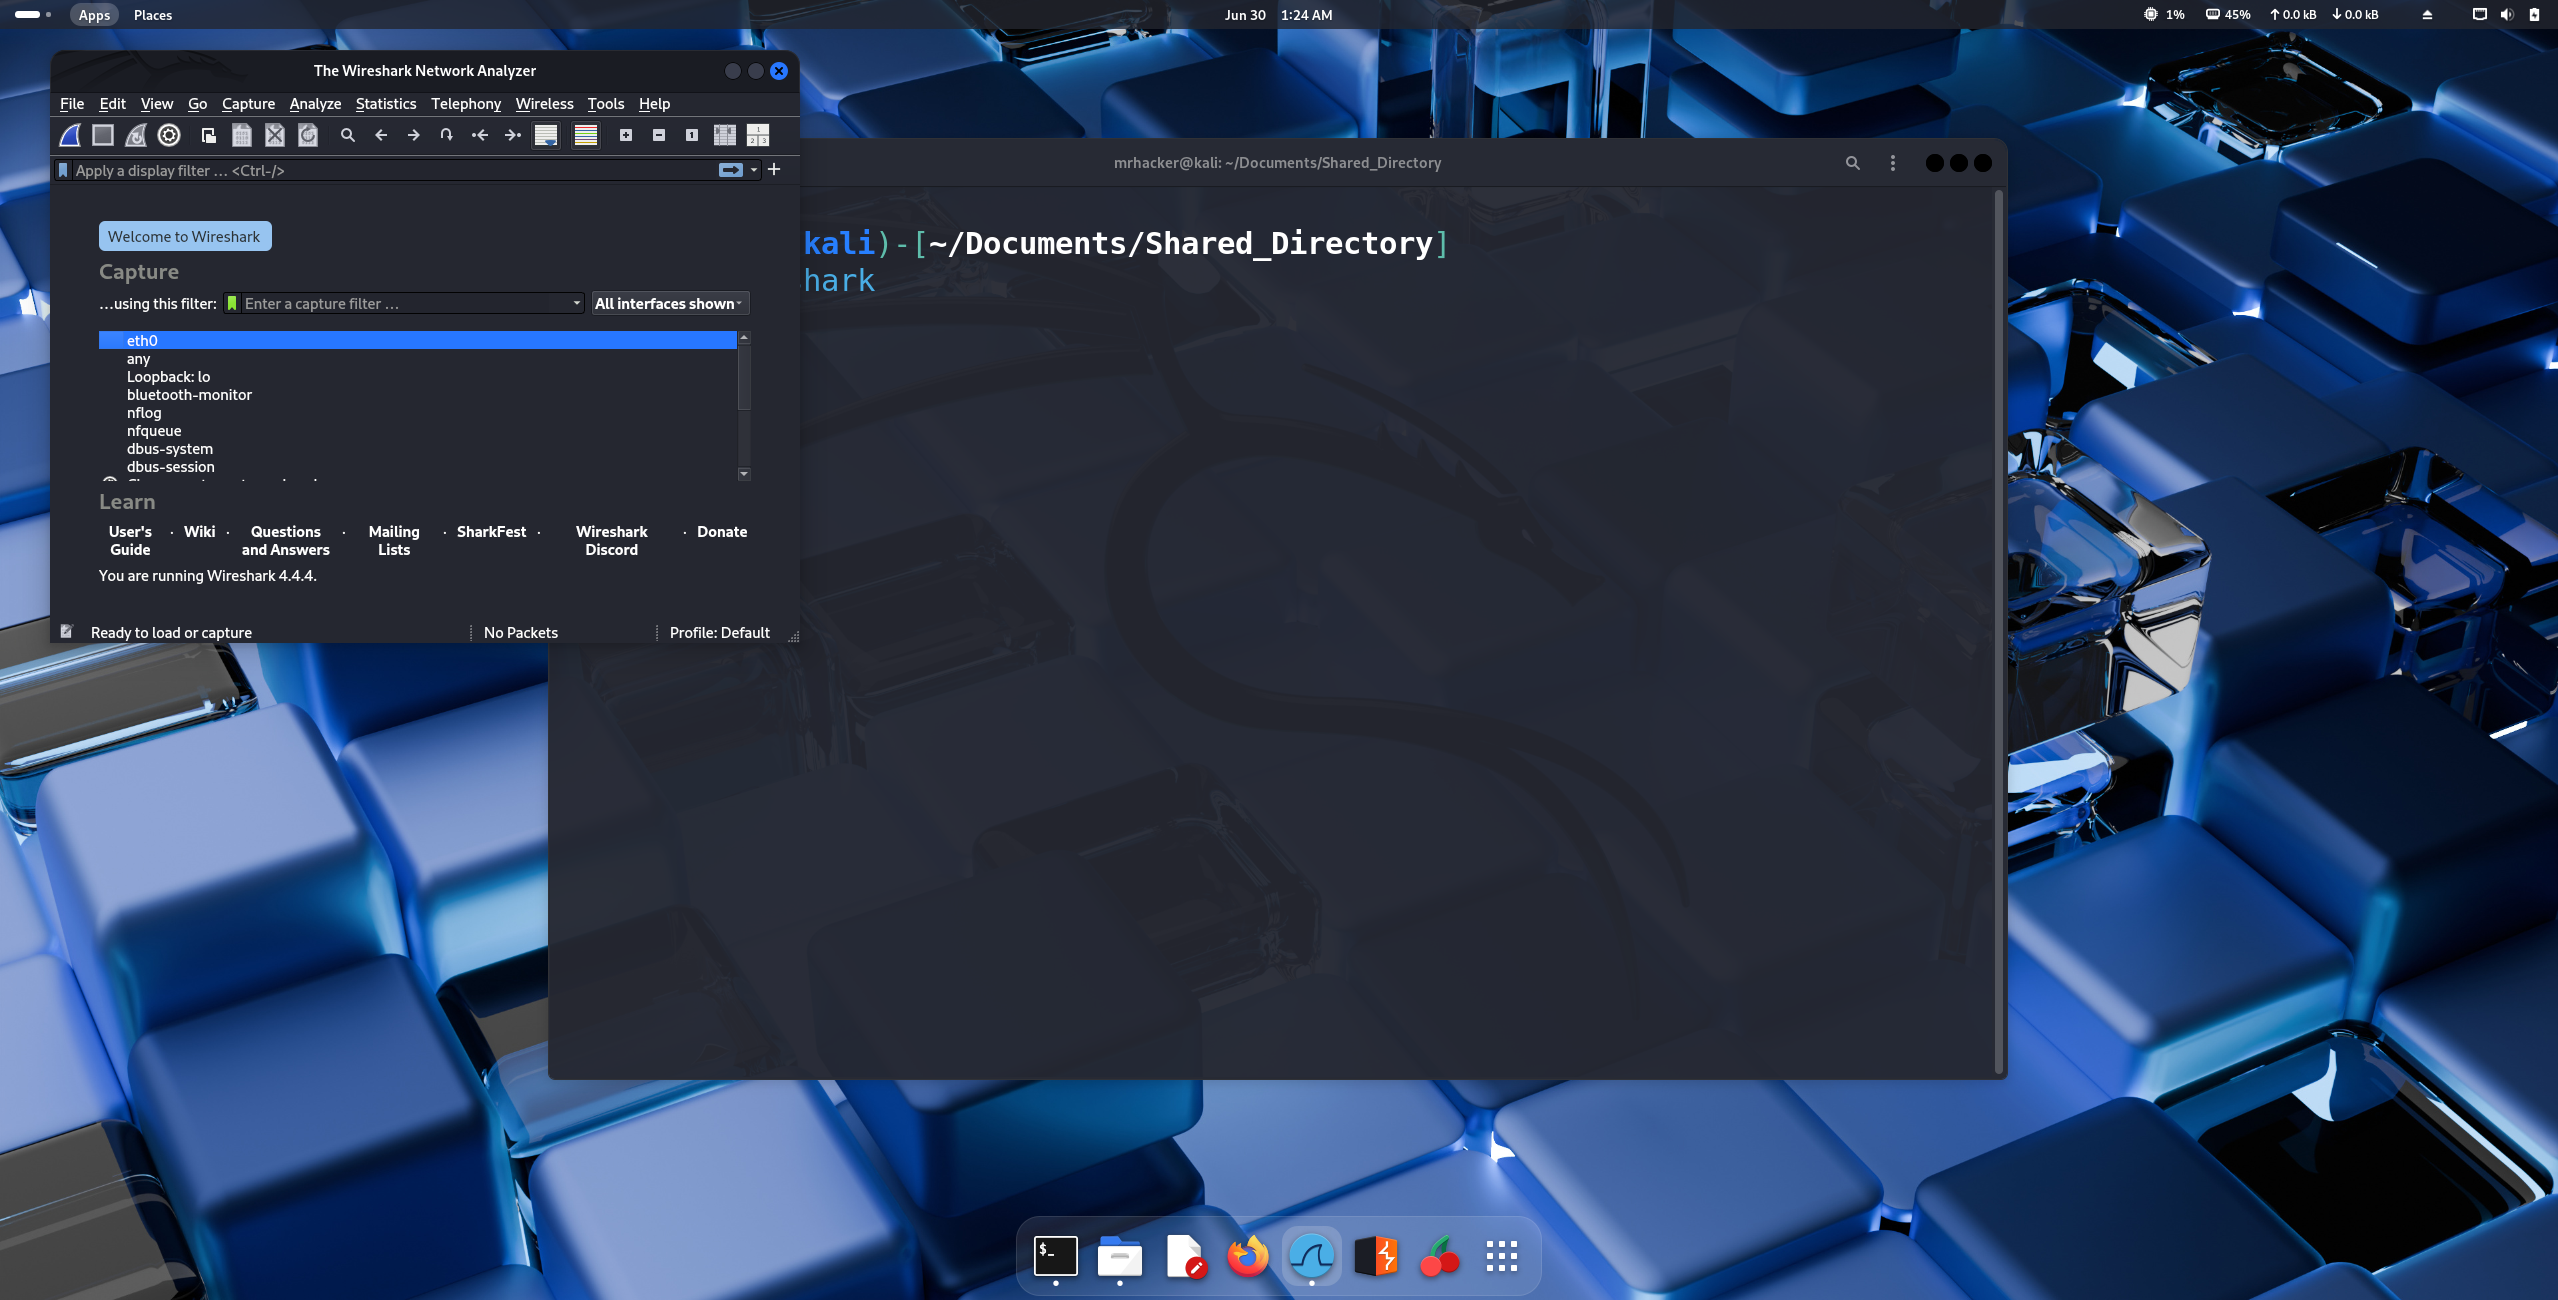 Apps Places Jun 30 1:24 AM 1% 45% ↑ 0.0 kB ↓ 0.0 kB
The Wireshark Network Analyzer
File Edit View Go Capture Analyze Statistics Telephony Wireless Tools Help
Apply a display filter … <Ctrl-/>
Welcome to Wireshark
Capture
…using this filter: Enter a capture filter … All interfaces shown
eth0
any
Loopback: lo
bluetooth-monitor
nflog
nfqueue
dbus-system
dbus-session
Learn
User's Guide · Wiki · Questions and Answers · Mailing Lists · SharkFest · Wireshark Discord · Donate
You are running Wireshark 4.4.4.
Ready to load or capture No Packets Profile: Default
mrhacker@kali: ~/Documents/Shared_Directory
kali)-[~/Documents/Shared_Directory]
hark
$_